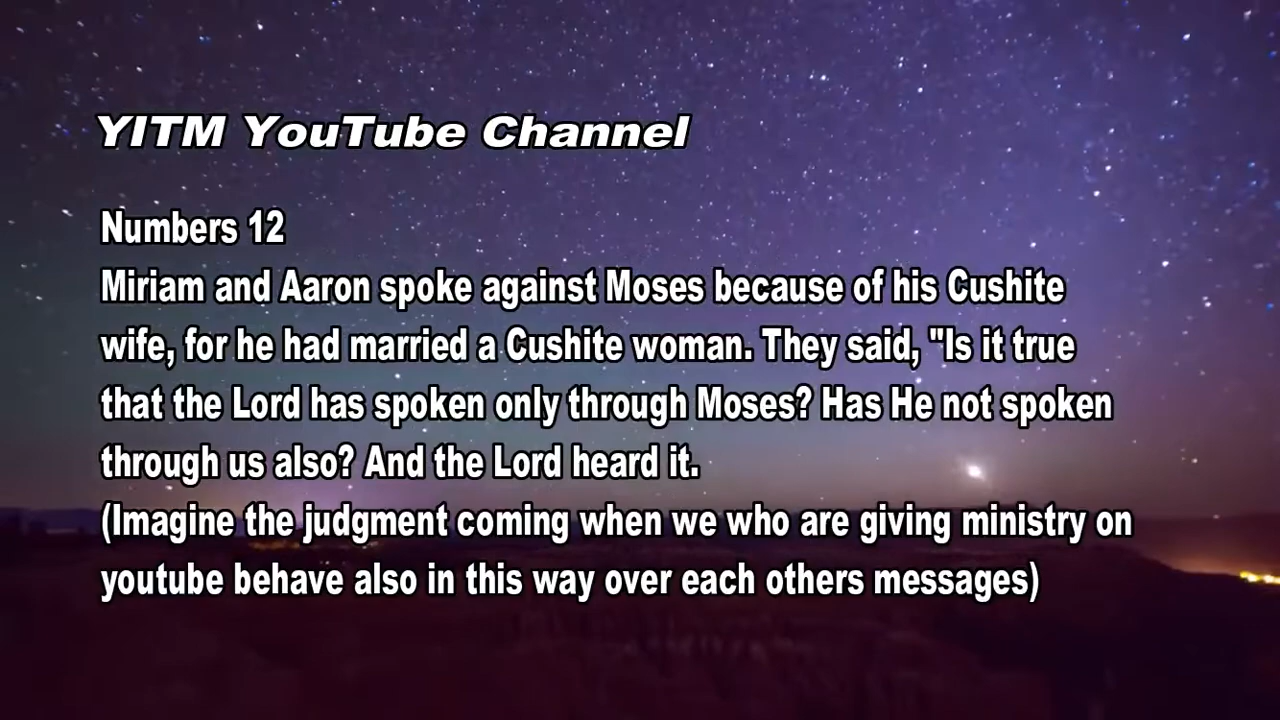 YITM YouTube Channel
Numbers 12
Miriam and Aaron spoke against Moses because of his Cushite
wife, for he had married a Cushite woman. They said, "Is it true
that the Lord has spoken only through Moses? Has He not spoken
through us also? And the Lord heard it.
(Imagine the judgment coming when we who are giving ministry on
youtube behave also in this way over each others messages)